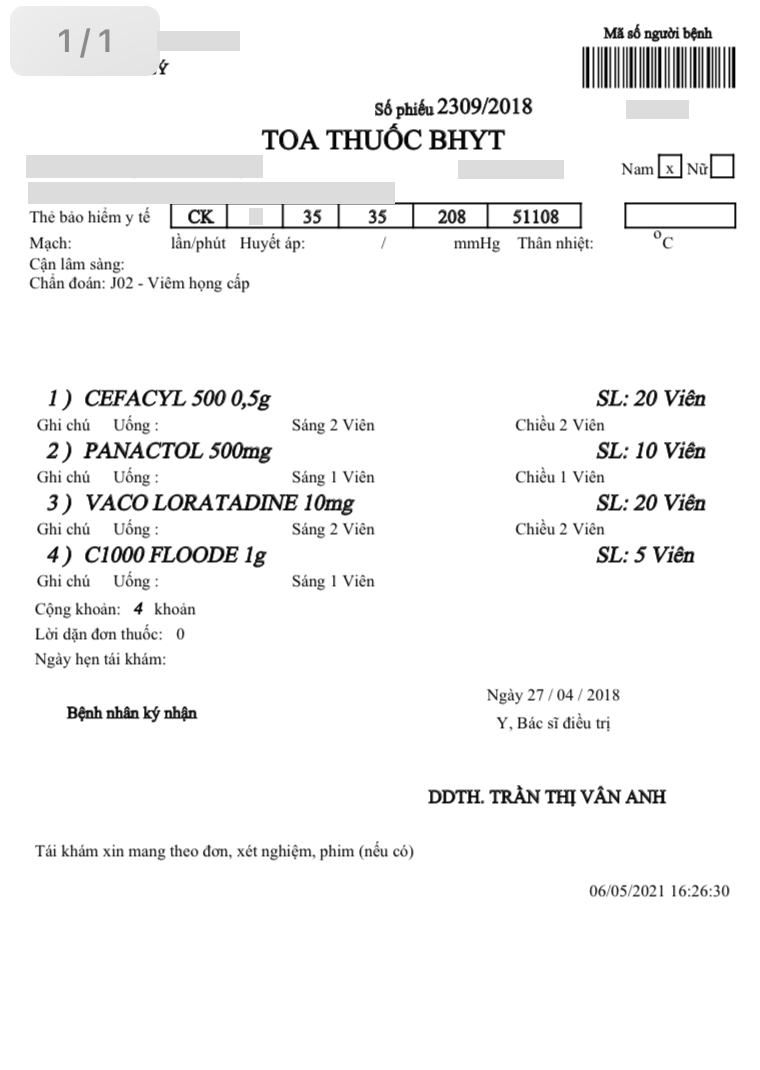 1/1
Mã số người bệnh
Số phiếu 2309/2018
TOA THUỐC BHYT
Nam x Nữ
Thẻ bảo hiểm y tế CK 35 35 208 51108
Mạch: lần/phút Huyết áp: / mmHg Thân nhiệt: °C
Cận lâm sàng:
Chẩn đoán: J02 - Viêm họng cấp
1 ) CEFACYL 500 0,5g SL: 20 Viên
Ghi chú Uống : Sáng 2 Viên Chiều 2 Viên
2 ) PANACTOL 500mg SL: 10 Viên
Ghi chú Uống : Sáng 1 Viên Chiều 1 Viên
3 ) VACO LORATADINE 10mg SL: 20 Viên
Ghi chú Uống : Sáng 2 Viên Chiều 2 Viên
4 ) C1000 FLOODE 1g SL: 5 Viên
Ghi chú Uống : Sáng 1 Viên
Cộng khoản: 4 khoản
Lời dặn đơn thuốc: 0
Ngày hẹn tái khám:
Ngày 27 / 04 / 2018
Bệnh nhân ký nhận
Y, Bác sĩ điều trị
DDTH. TRẦN THỊ VÂN ANH
Tái khám xin mang theo đơn, xét nghiệm, phim (nếu có)
06/05/2021 16:26:30